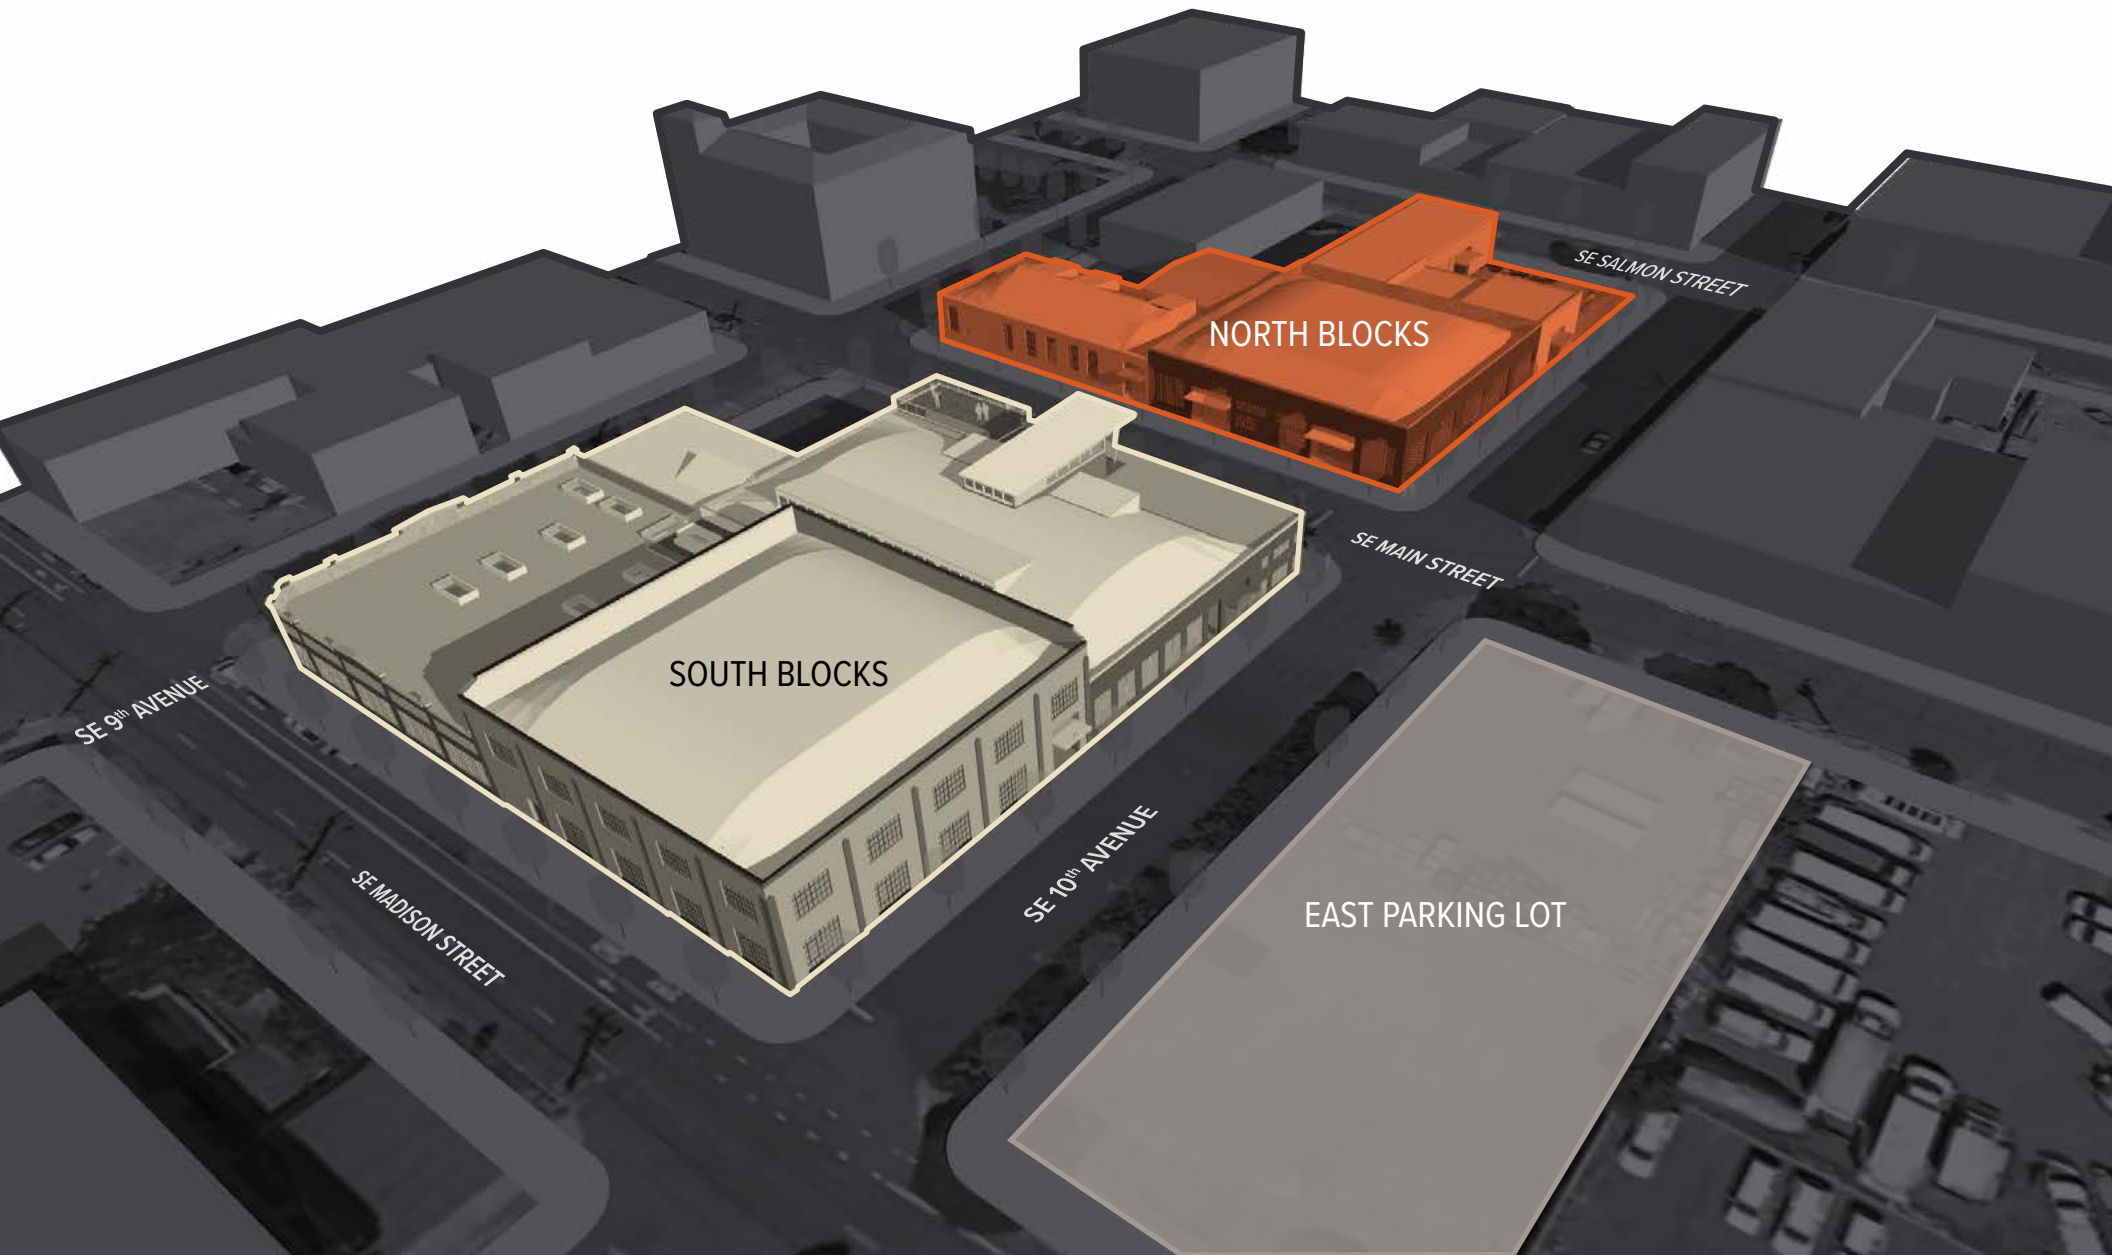 SE SALMON STREET
NORTH BLOCKS
SE MAIN STREET
SOUTH BLOCKS
SE 9th AVENUE
SE 10th AVENUE
SE MADISON STREET
EAST PARKING LOT